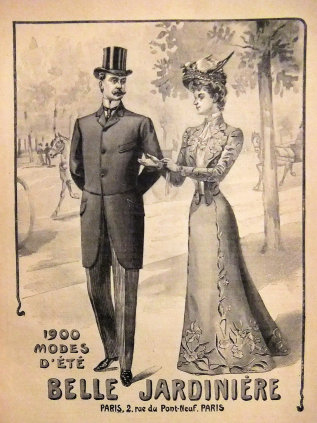 1900
MODES
D'ÉTÉ
BELLE JARDINIÈRE
PARIS, 2. rue du Pont-Neuf. PARIS